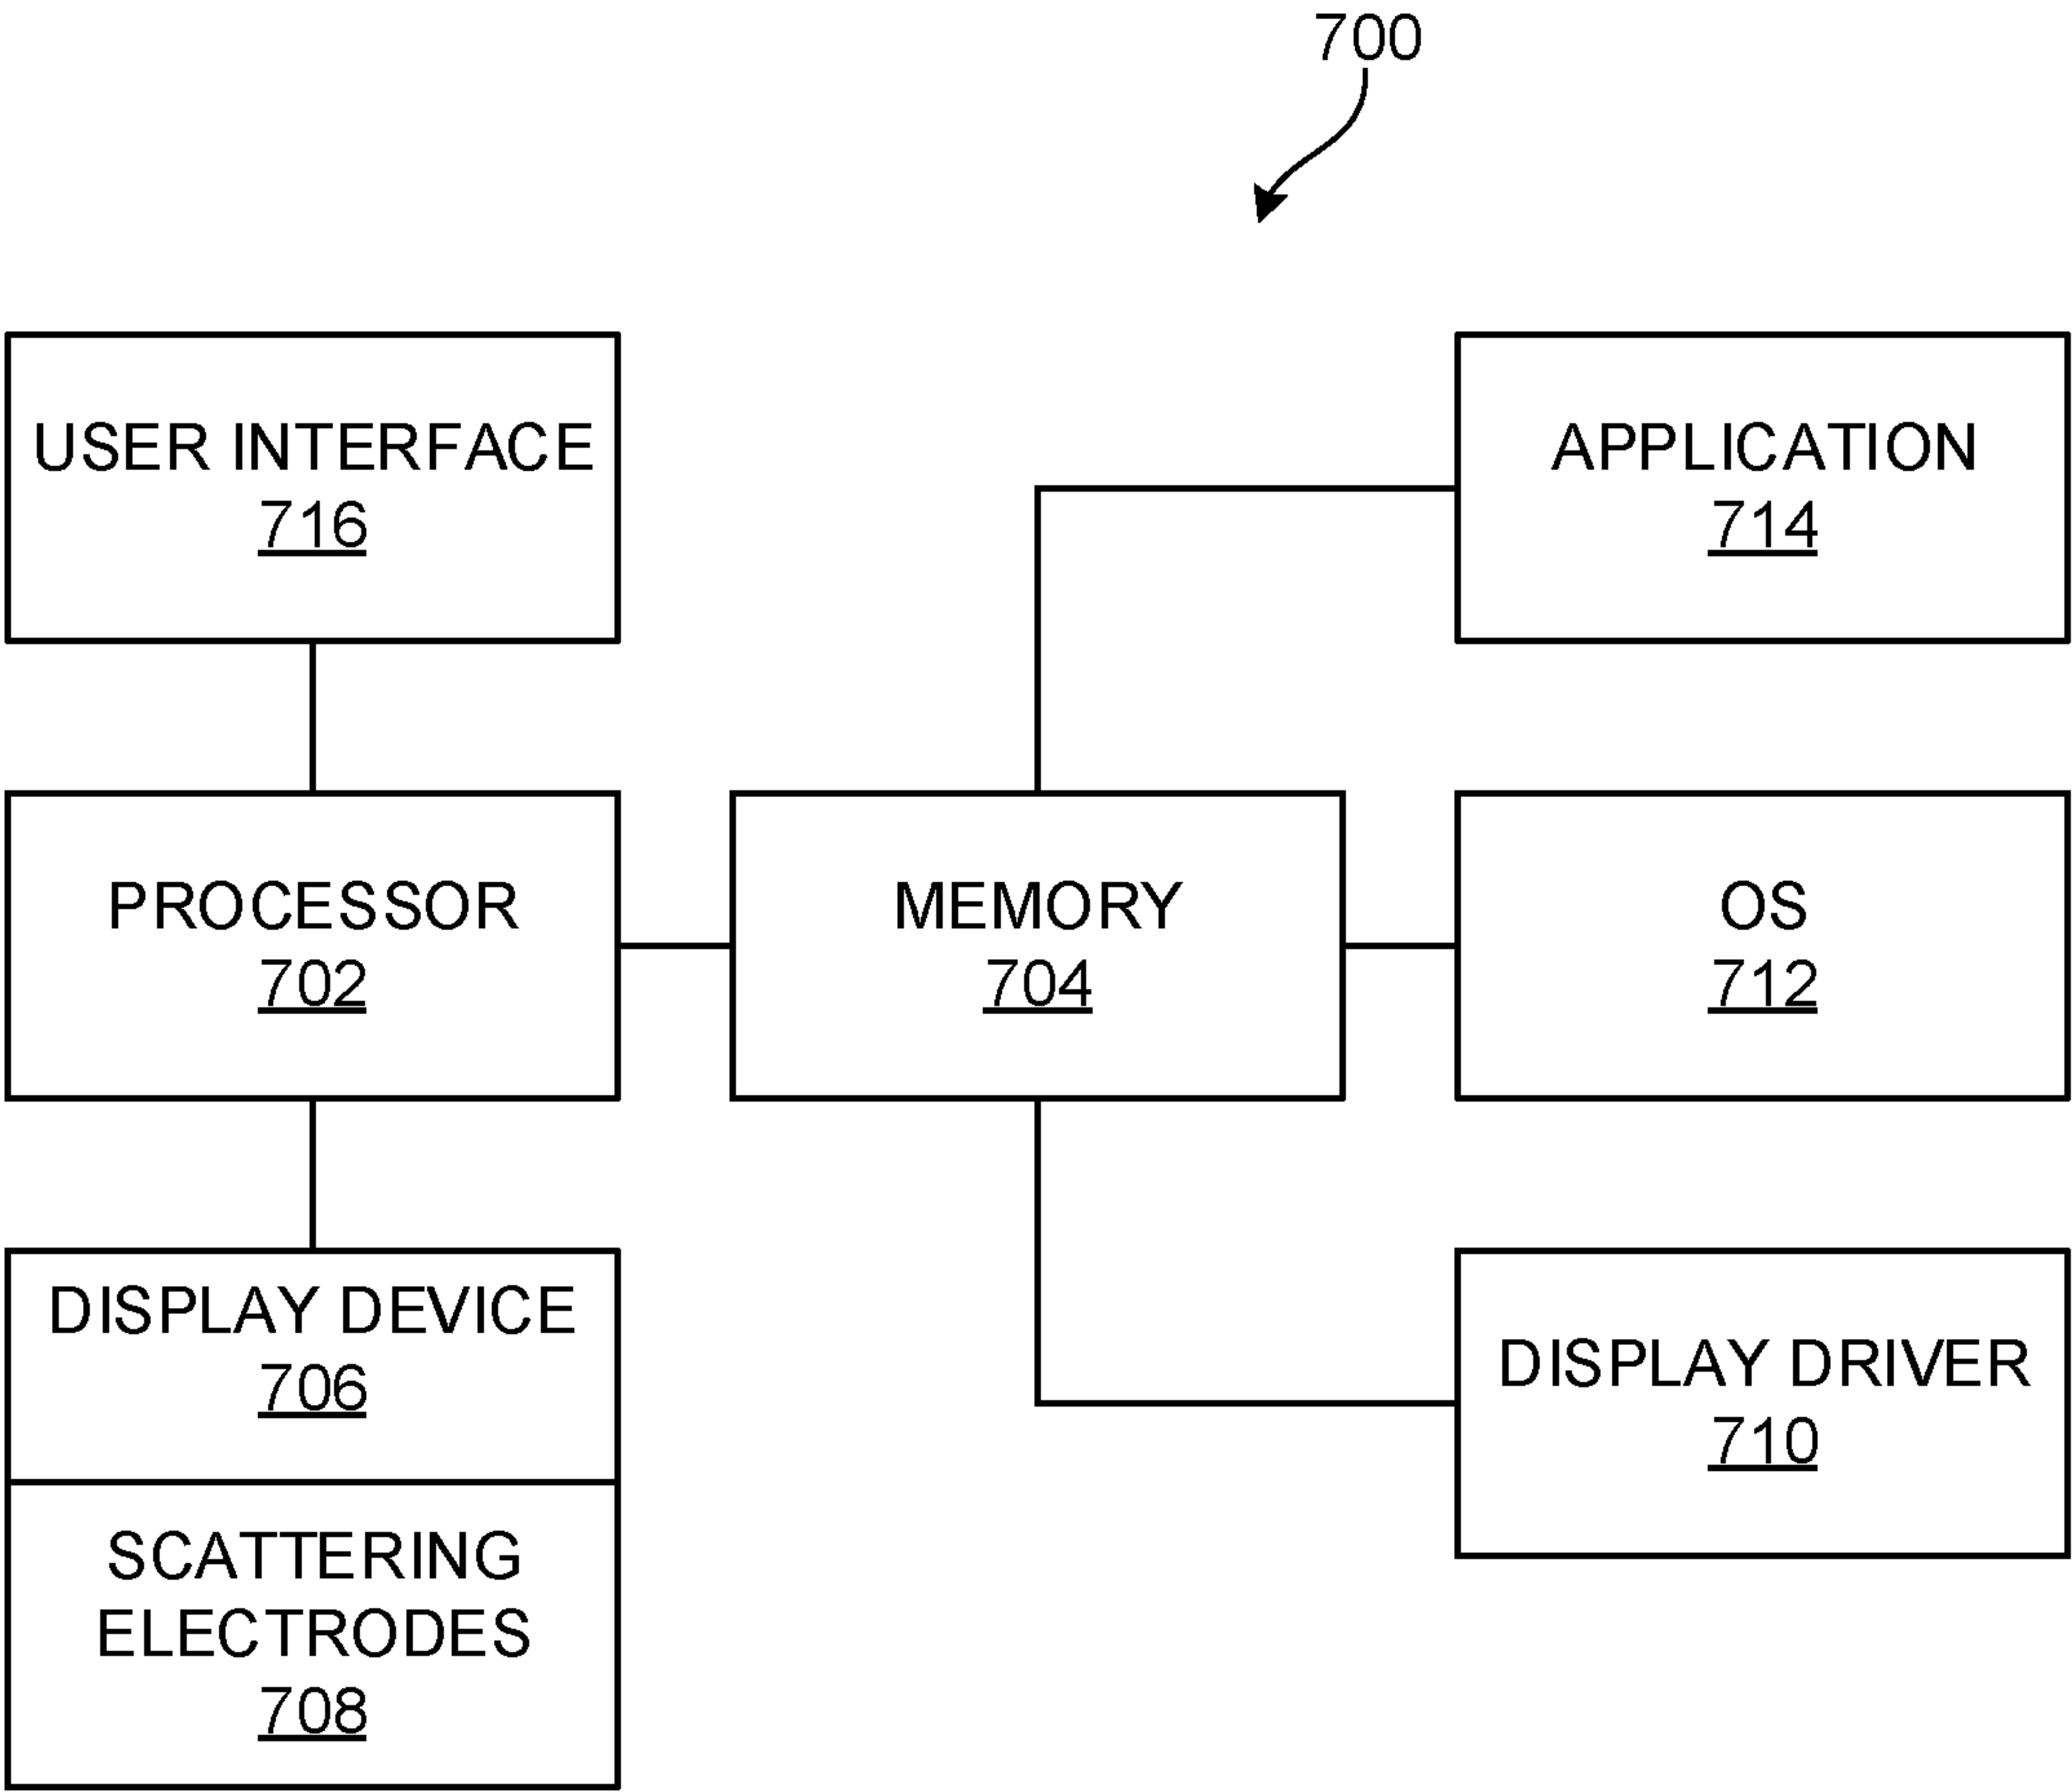 700
USER INTERFACE
716
APPLICATION
714
PROCESSOR
702
MEMORY
704
OS
712
DISPLAY DEVICE
706
DISPLAY DRIVER
710
SCATTERING
ELECTRODES
708